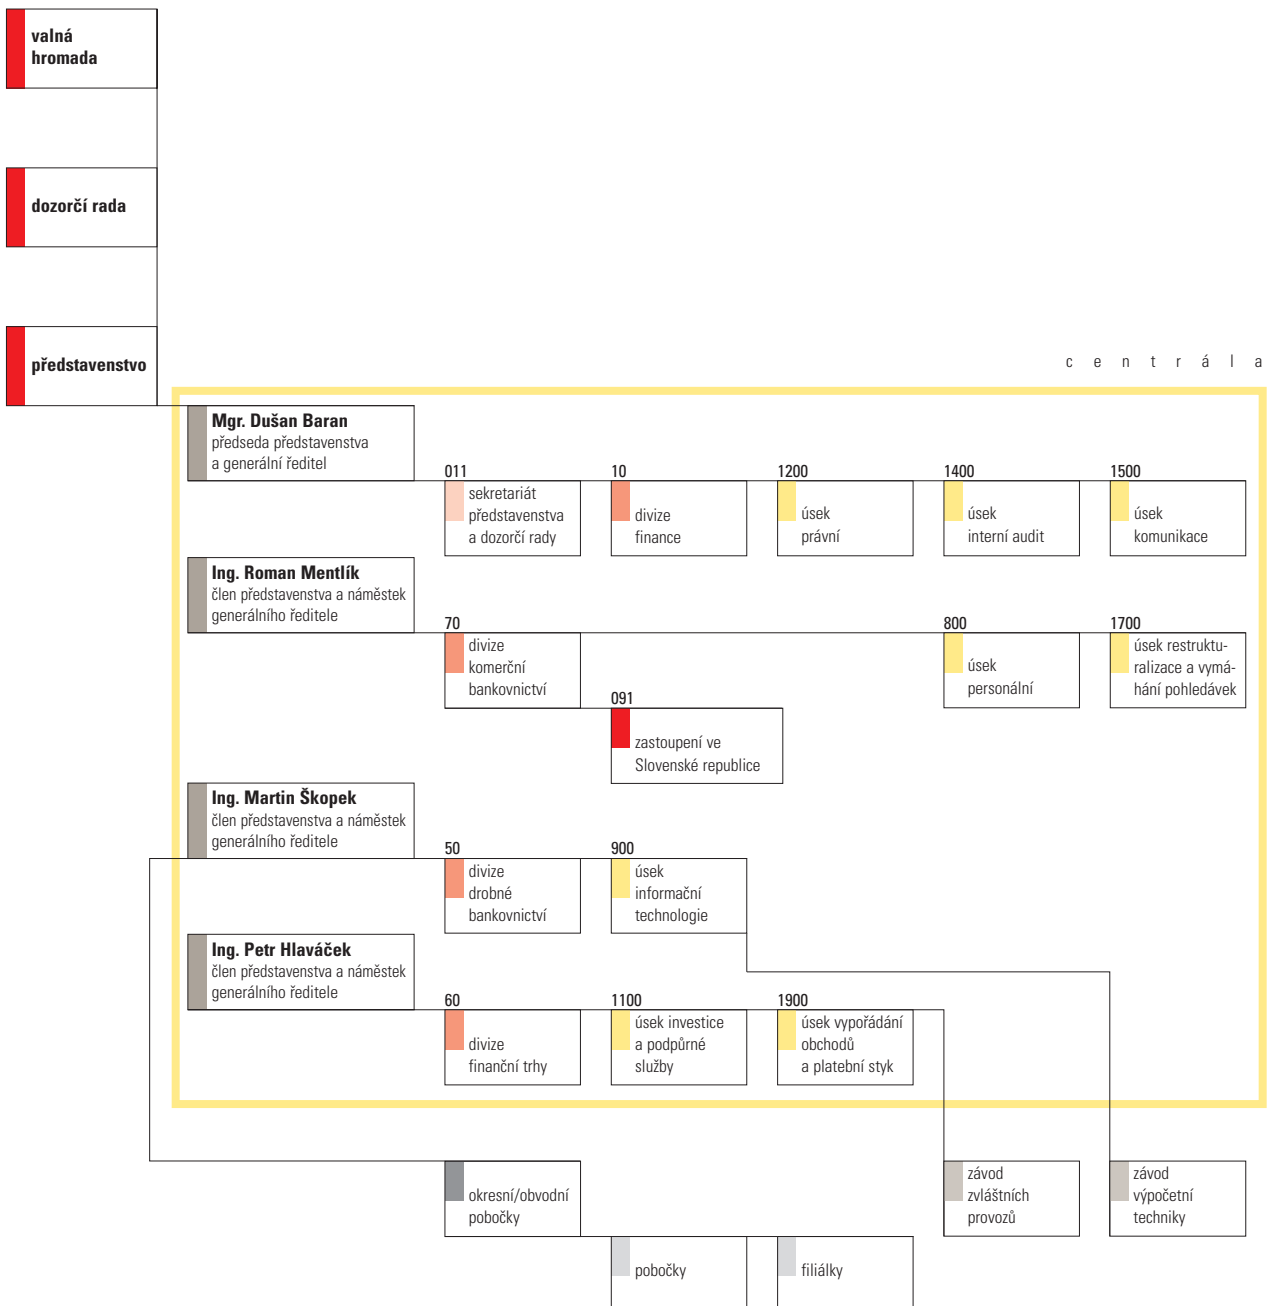 valná
hromada
dozorčí rada
představenstvo
centrála
Mgr. Dušan Baran
předseda představenstva
a generální ředitel
011
sekretariát
představenstva
a dozorčí rady
10
divize
finance
1200
úsek
právní
1400
úsek
interní audit
1500
úsek
komunikace
Ing. Roman Mentlík
člen představenstva a náměstek
generálního ředitele
70
divize
komerční
bankovnictví
800
úsek
personální
1700
úsek restruktu-
ralizace a vymá-
hání pohledávek
091
zastoupení ve
Slovenské republice
Ing. Martin Škopek
člen představenstva a náměstek
generálního ředitele
50
divize
drobné
bankovnictví
900
úsek
informační
technologie
Ing. Petr Hlaváček
člen představenstva a náměstek
generálního ředitele
60
divize
finanční trhy
1100
úsek investice
a podpůrné
služby
1900
úsek vypořádání
obchodů
a platební styk
okresní/obvodní
pobočky
závod
zvláštních
provozů
závod
výpočetní
techniky
pobočky
filiálky